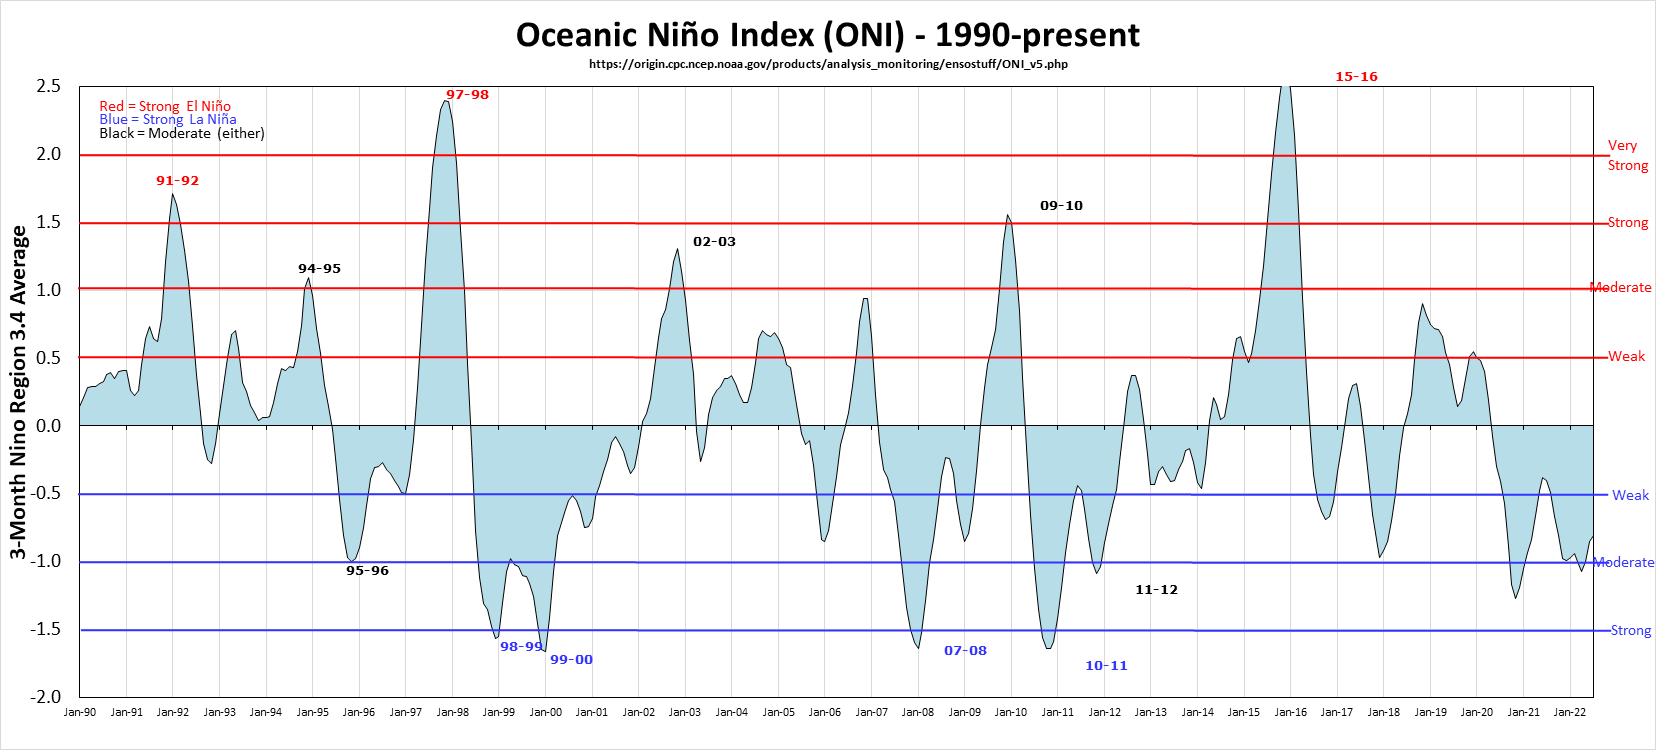 Oceanic Niño Index (ONI) - 1990-present
https://origin.cpc.ncep.noaa.gov/products/analysis_monitoring/ensostuff/ONI_v5.php
3-Month Nino Region 3.4 Average
2.5
2.0
1.5
1.0
0.5
0.0
-0.5
-1.0
-1.5
-2.0
Red = Strong El Niño
Blue = Strong La Niña
Black = Moderate (either)
91-92
94-95
95-96
97-98
98-99
99-00
02-03
07-08
09-10
10-11
11-12
15-16
Very
Strong
Strong
Moderate
Weak
Weak
Moderate
Strong
Jan-90 Jan-91 Jan-92 Jan-93 Jan-94 Jan-95 Jan-96 Jan-97 Jan-98 Jan-99 Jan-00 Jan-01 Jan-02 Jan-03 Jan-04 Jan-05 Jan-06 Jan-07 Jan-08 Jan-09 Jan-10 Jan-11 Jan-12 Jan-13 Jan-14 Jan-15 Jan-16 Jan-17 Jan-18 Jan-19 Jan-20 Jan-21 Jan-22